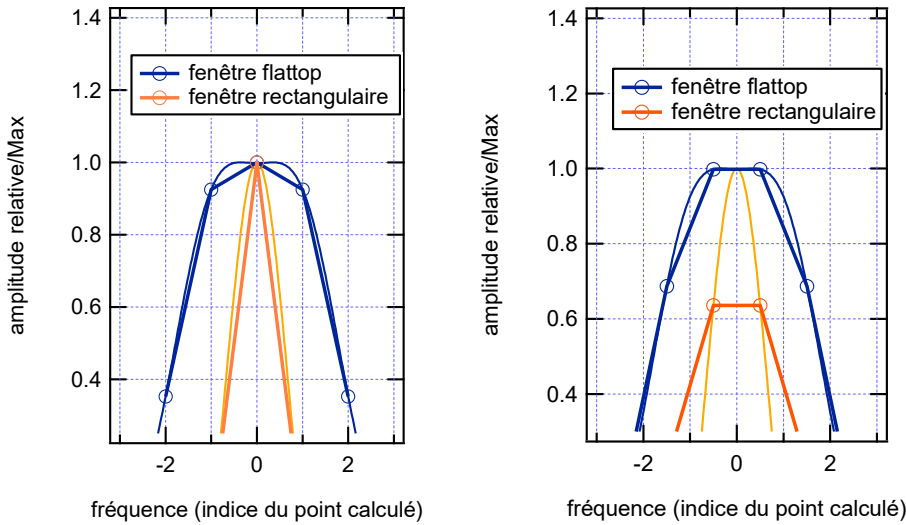 1.4
1.2
1.0
0.8
0.6
0.4
amplitude relative/Max
fenêtre flattop
fenêtre rectangulaire
-2
0
2
fréquence (indice du point calculé)
1.4
1.2
1.0
0.8
0.6
0.4
amplitude relative/Max
fenêtre flattop
fenêtre rectangulaire
-2
0
2
fréquence (indice du point calculé)